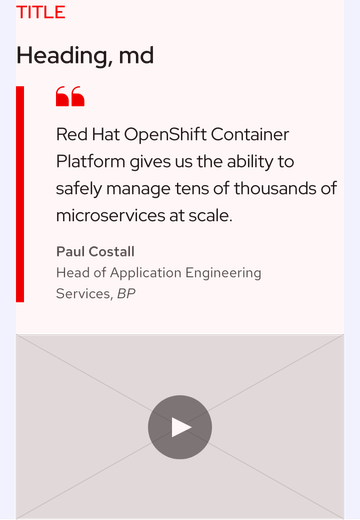 TITLE
Heading, md
❝
Red Hat OpenShift Container
Platform gives us the ability to
safely manage tens of thousands of
microservices at scale.
Paul Costall
Head of Application Engineering
Services, BP